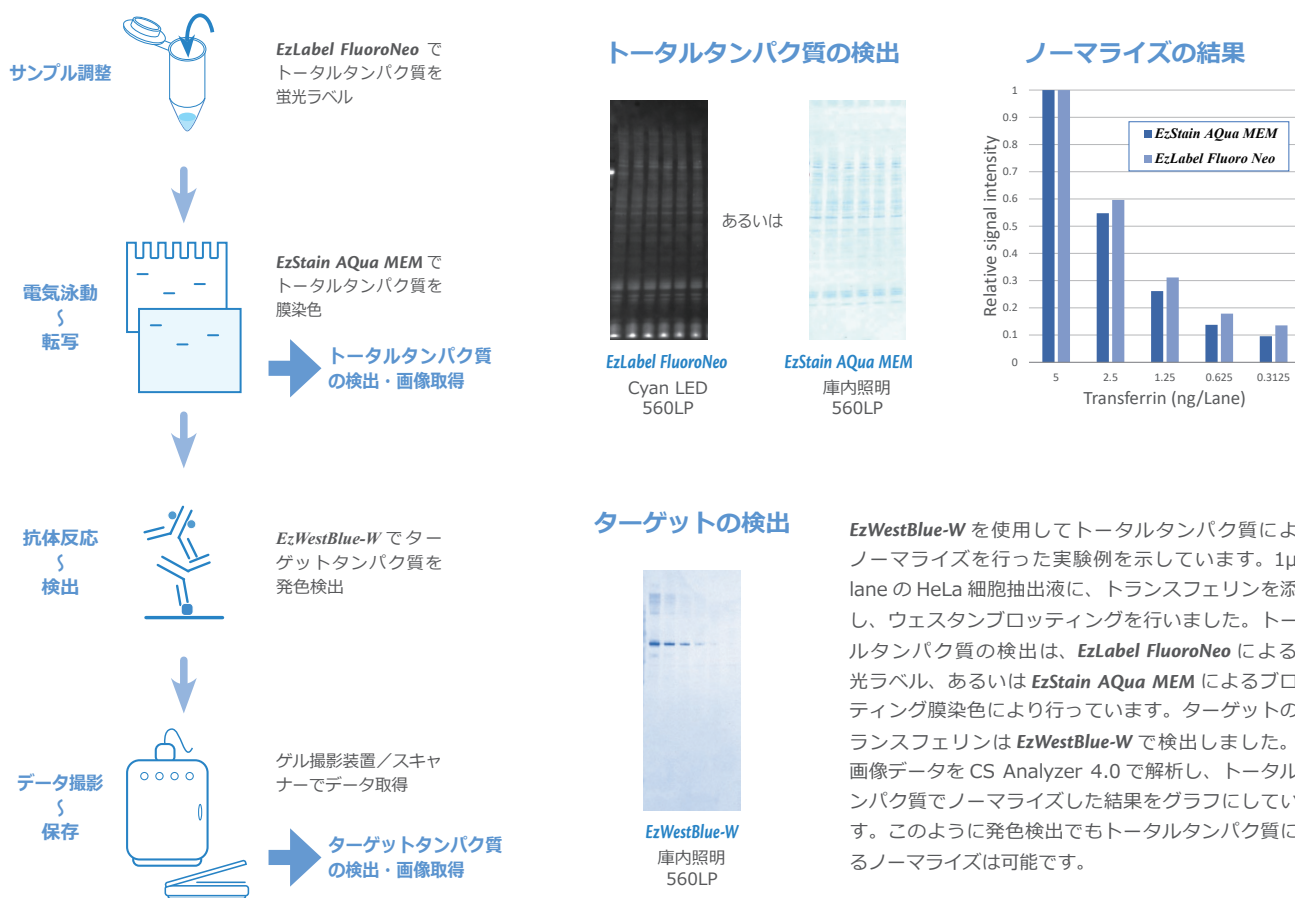 サンプル調整
EzLabel FluoroNeo で
トータルタンパク質を
蛍光ラベル
電気泳動
〜
転写
EzStain AQua MEM で
トータルタンパク質を
膜染色
トータルタンパク質
の検出・画像取得
抗体反応
〜
検出
EzWestBlue-W でター
ゲットタンパク質を
発色検出
データ撮影
〜
保存
ゲル撮影装置／スキャ
ナーでデータ取得
ターゲットタンパク質
の検出・画像取得
トータルタンパク質の検出
あるいは
EzLabel FluoroNeo
Cyan LED
560LP
EzStain AQua MEM
庫内照明
560LP
ノーマライズの結果
Relative signal intensity
1
0.9
0.8
0.7
0.6
0.5
0.4
0.3
0.2
0.1
0
EzStain AQua MEM
EzLabel Fluoro Neo
5 2.5 1.25 0.625 0.3125
Transferrin (ng/Lane)
ターゲットの検出
EzWestBlue-W
庫内照明
560LP
EzWestBlue-W を使用してトータルタンパク質によ
ノーマライズを行った実験例を示しています。1μ
lane の HeLa 細胞抽出液に、トランスフェリンを添
し、ウェスタンブロッティングを行いました。トー
ルタンパク質の検出は、EzLabel FluoroNeo による
光ラベル、あるいは EzStain AQua MEM によるブロ
ティング膜染色により行っています。ターゲットの
ランスフェリンは EzWestBlue-W で検出しました。
画像データを CS Analyzer 4.0 で解析し、トータル
ンパク質でノーマライズした結果をグラフにしてい
す。このように発色検出でもトータルタンパク質に
るノーマライズは可能です。